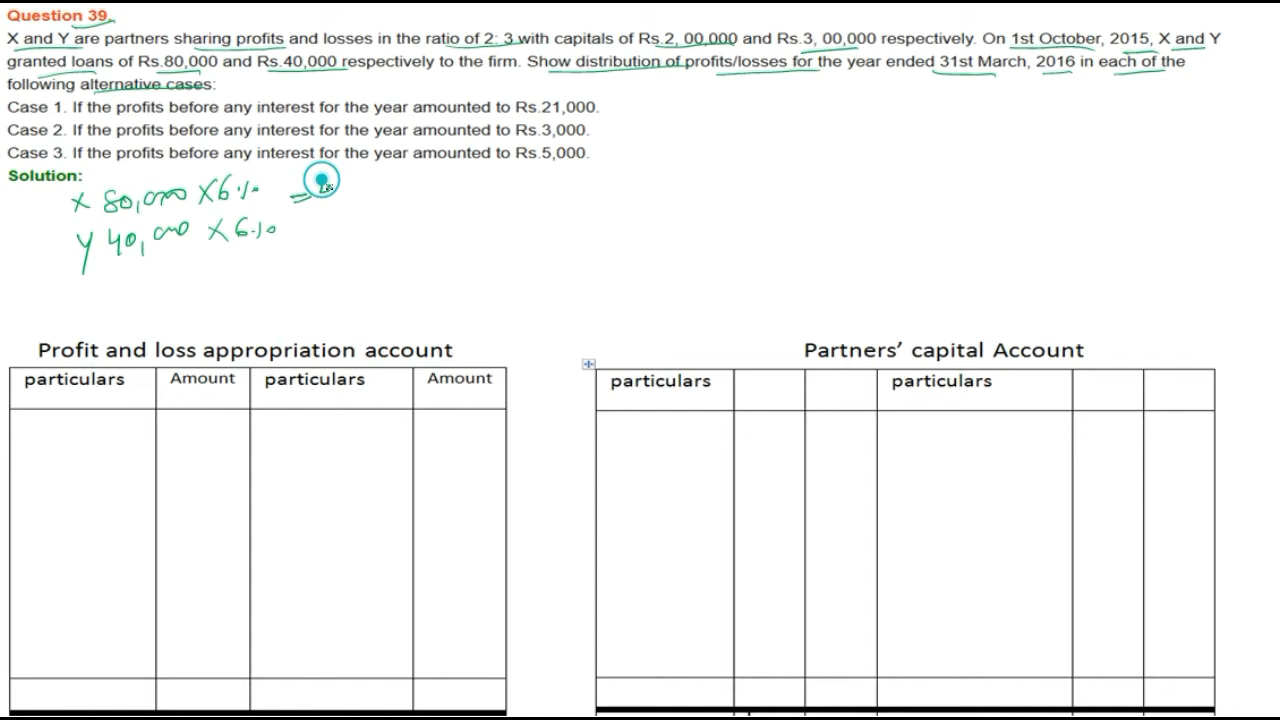 Question 39.
X and Y are partners sharing profits and losses in the ratio of 2: 3 with capitals of Rs.2, 00,000 and Rs.3, 00,000 respectively. On 1st October, 2015, X and Y
granted loans of Rs.80,000 and Rs.40,000 respectively to the firm. Show distribution of profits/losses for the year ended 31st March, 2016 in each of the
following alternative cases:
Case 1. If the profits before any interest for the year amounted to Rs.21,000.
Case 2. If the profits before any interest for the year amounted to Rs.3,000.
Case 3. If the profits before any interest for the year amounted to Rs.5,000.
Solution:
X 80,000 X 6% =
Y 40,000 X 6%
Profit and loss appropriation account
particulars Amount particulars Amount
Partners' capital Account
particulars particulars